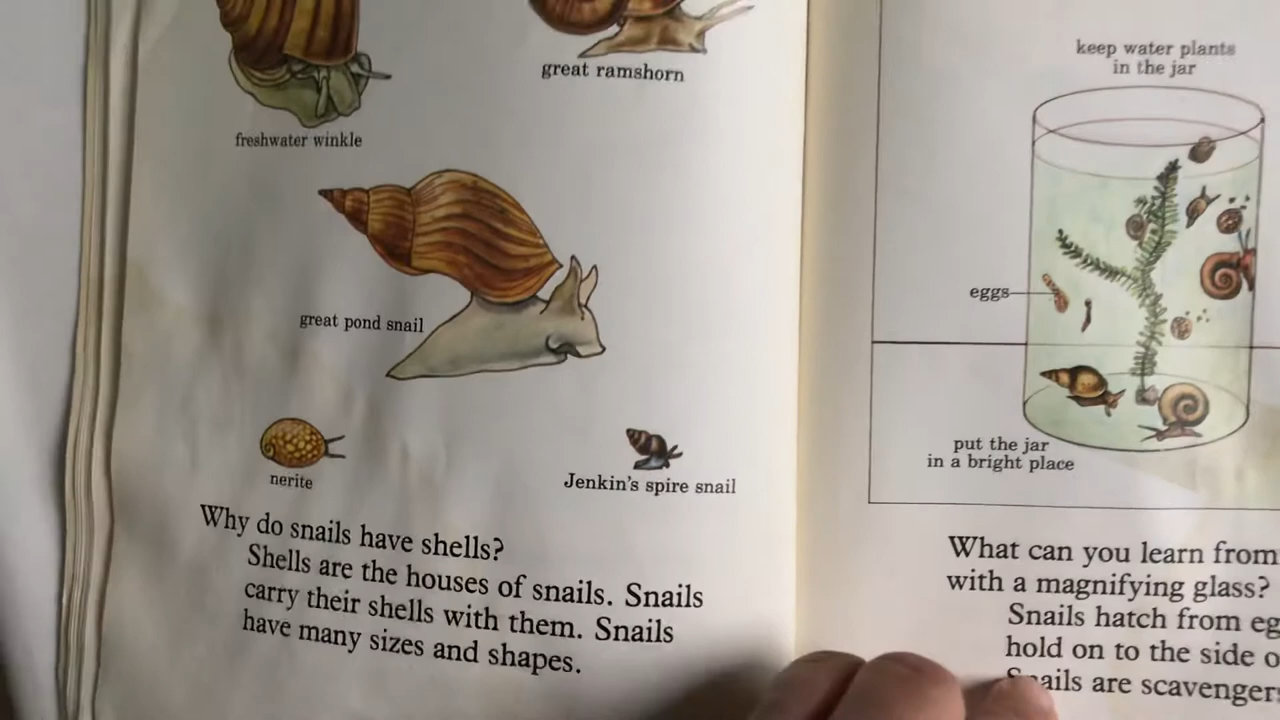 great ramshorn
freshwater winkle
great pond snail
nerite
Jenkin's spire snail
Why do snails have shells?
Shells are the houses of snails. Snails
carry their shells with them. Snails
have many sizes and shapes.
keep water plants
in the jar
eggs
put the jar
in a bright place
What can you learn from
with a magnifying glass?
Snails hatch from
hold on to the side
Snails are